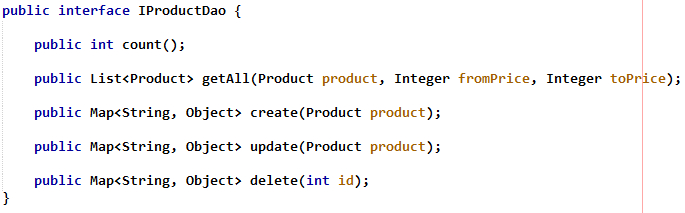 public interface IProductDao {
public int count();
public List<Product> getAll(Product product, Integer fromPrice, Integer toPrice);
public Map<String, Object> create(Product product);
public Map<String, Object> update(Product product);
public Map<String, Object> delete(int id);
}